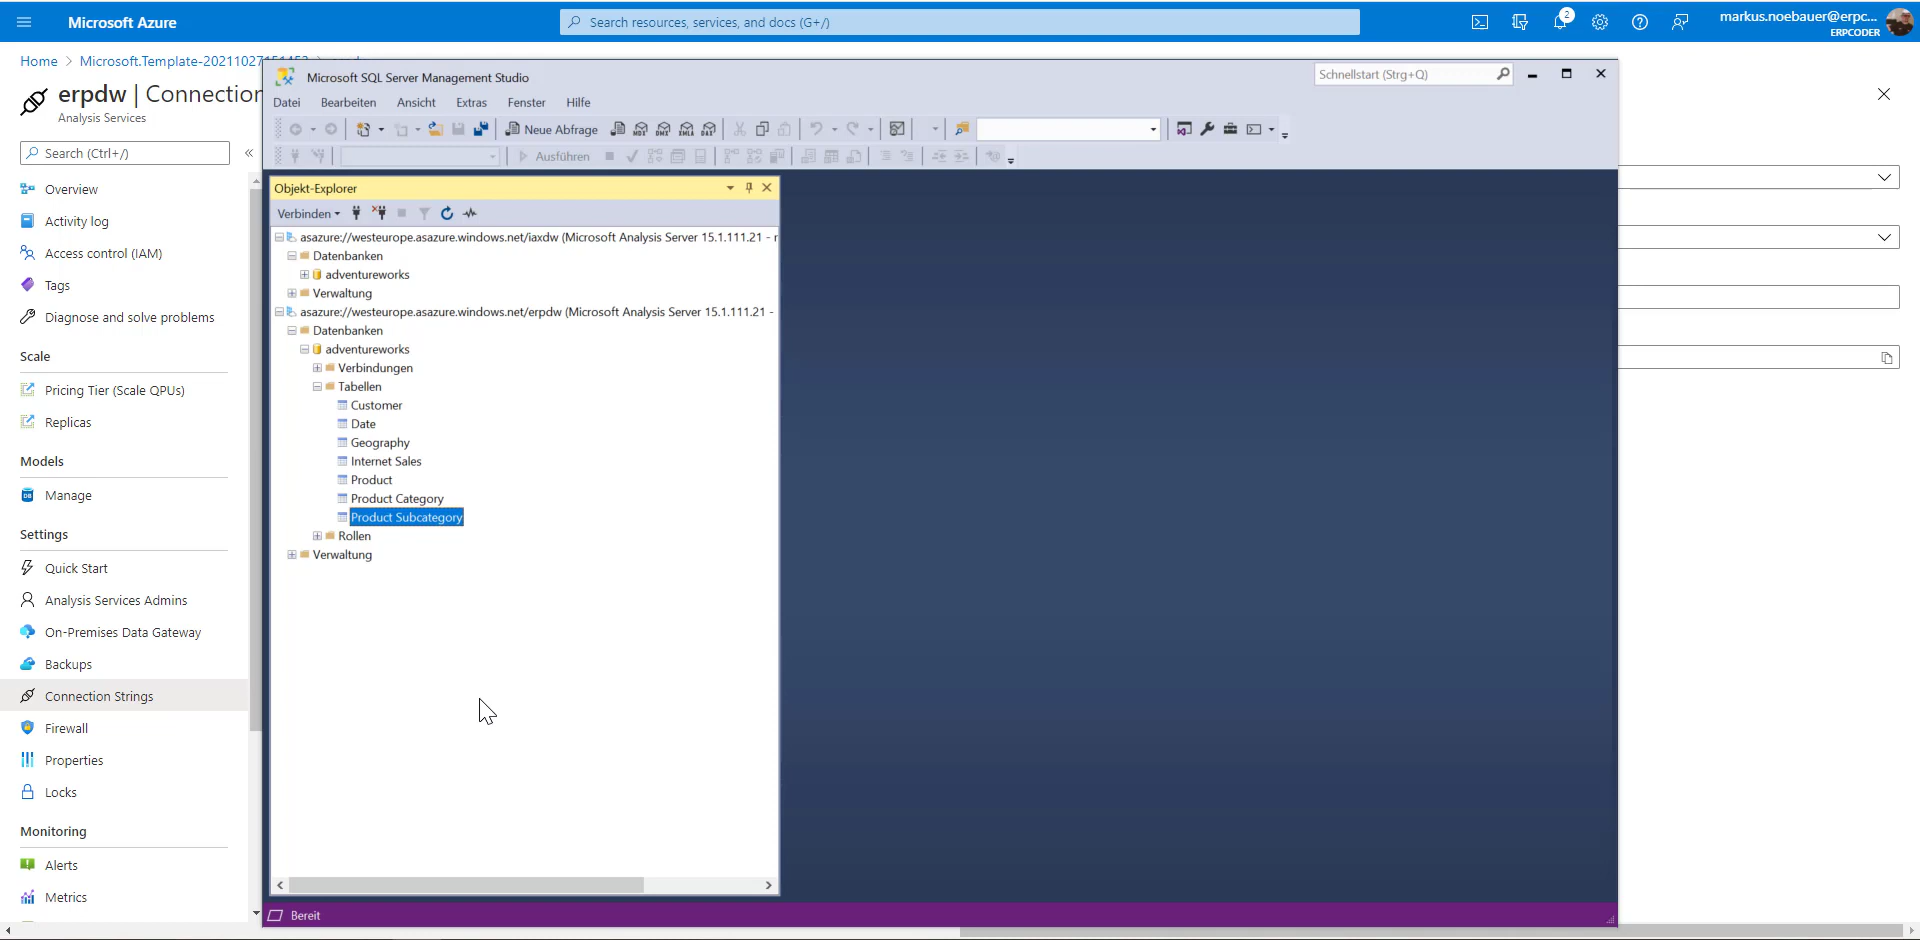 Microsoft Azure
Search resources, services, and docs (G+/)
2
markus.noebauer@erpc...
ERPCODER
Home > Microsoft.Template-20211027151452
erpdw | Connection
Analysis Services
Search (Ctrl+/)
«
Overview
Activity log
Access control (IAM)
Tags
Diagnose and solve problems
Scale
Pricing Tier (Scale QPUs)
Replicas
Models
Manage
Settings
Quick Start
Analysis Services Admins
On-Premises Data Gateway
Backups
Connection Strings
Firewall
Properties
Locks
Monitoring
Alerts
Metrics
Microsoft SQL Server Management Studio
Schnellstart (Strg+Q)
Datei Bearbeiten Ansicht Extras Fenster Hilfe
Neue Abfrage MDX DMX XMLA DAX
Ausführen
Objekt-Explorer
Verbinden
asazure://westeurope.asazure.windows.net/iaxdw (Microsoft Analysis Server 15.1.111.21 - r
Datenbanken
adventureworks
Verwaltung
asazure://westeurope.asazure.windows.net/erpdw (Microsoft Analysis Server 15.1.111.21 -
Datenbanken
adventureworks
Verbindungen
Tabellen
Customer
Date
Geography
Internet Sales
Product
Product Category
Product Subcategory
Rollen
Verwaltung
Bereit